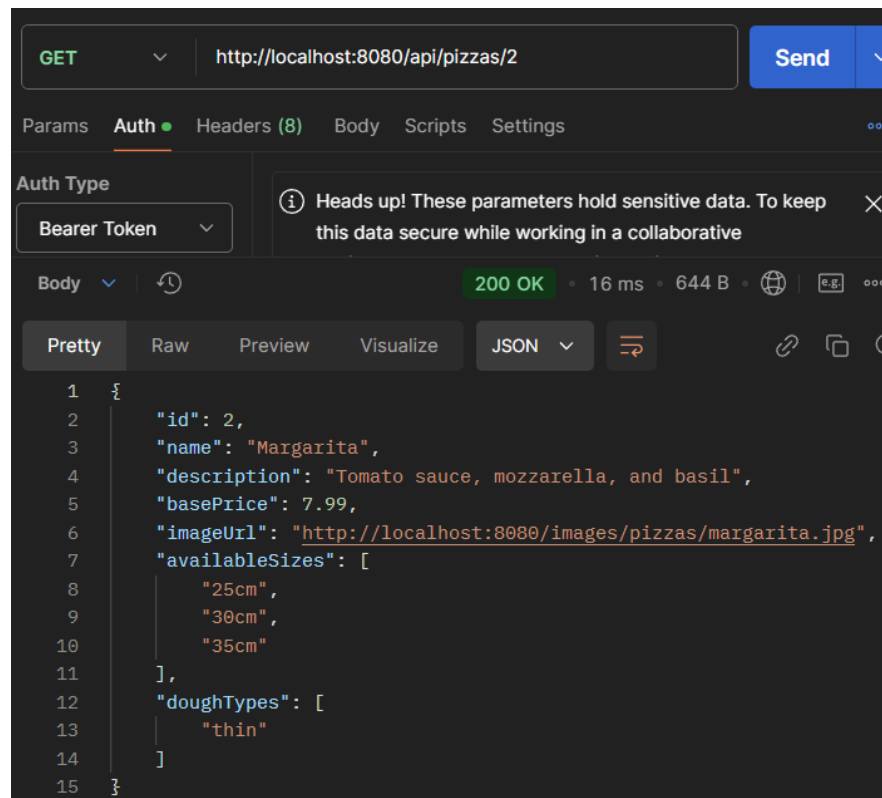 GET http://localhost:8080/api/pizzas/2 Send
Params Auth Headers (8) Body Scripts Settings
Auth Type
Bearer Token
Heads up! These parameters hold sensitive data. To keep
this data secure while working in a collaborative
Body 200 OK 16 ms 644 B e.g.
Pretty Raw Preview Visualize JSON
1 {
2 "id": 2,
3 "name": "Margarita",
4 "description": "Tomato sauce, mozzarella, and basil",
5 "basePrice": 7.99,
6 "imageUrl": "http://localhost:8080/images/pizzas/margarita.jpg",
7 "availableSizes": [
8 "25cm",
9 "30cm",
10 "35cm"
11 ],
12 "doughTypes": [
13 "thin"
14 ]
15 }